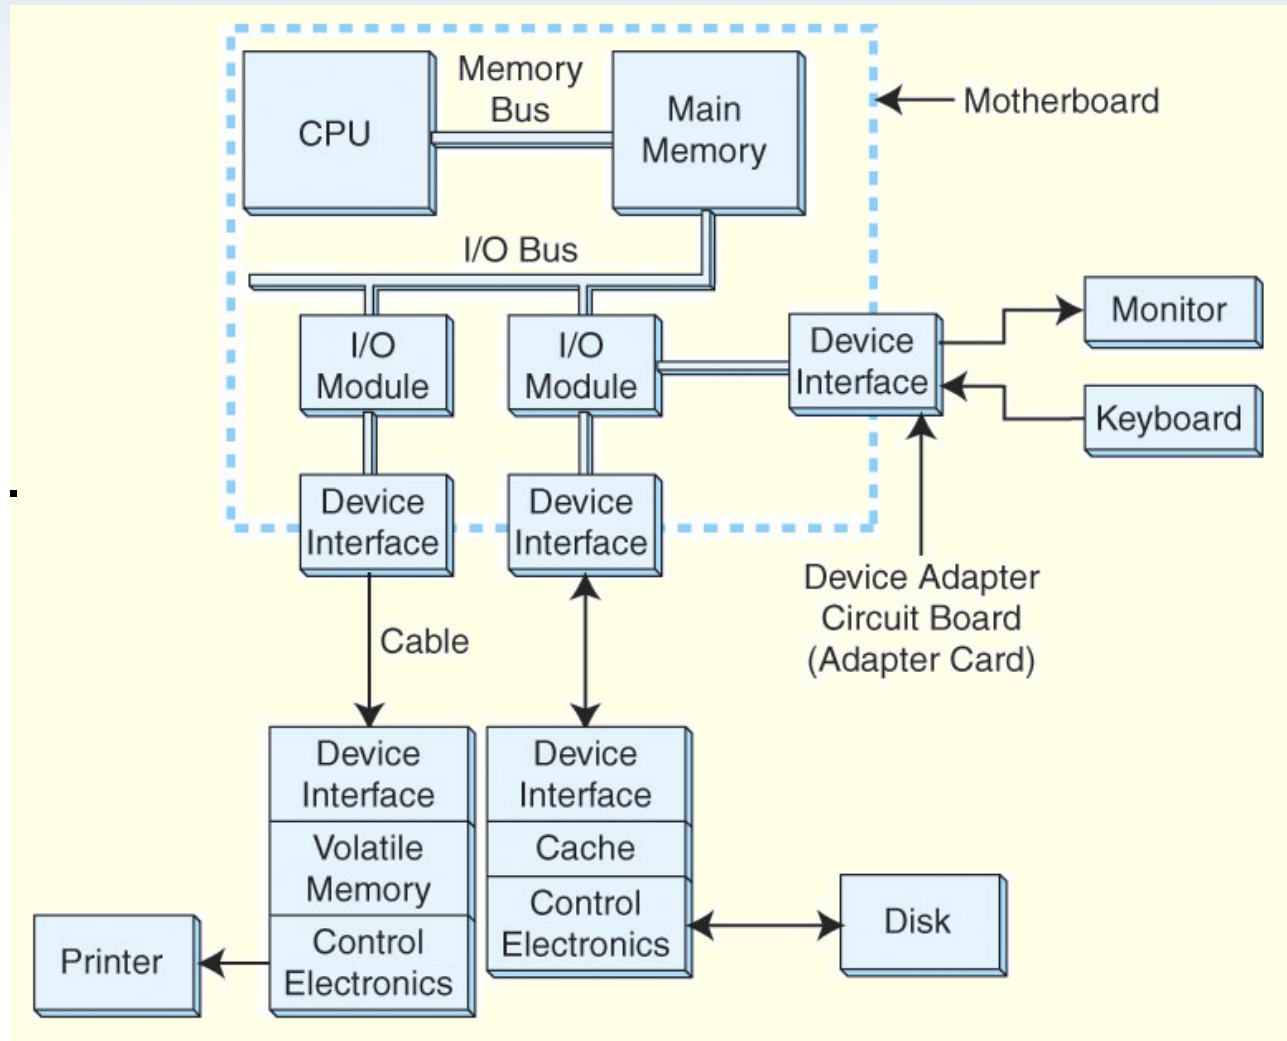 Memory
Bus
CPU
Main
Memory
Motherboard
I/O Bus
I/O
Module
I/O
Module
Device
Interface
Monitor
Keyboard
Device
Interface
Device
Interface
Device Adapter
Circuit Board
(Adapter Card)
Cable
Device
Interface
Volatile
Memory
Control
Electronics
Device
Interface
Cache
Control
Electronics
Disk
Printer